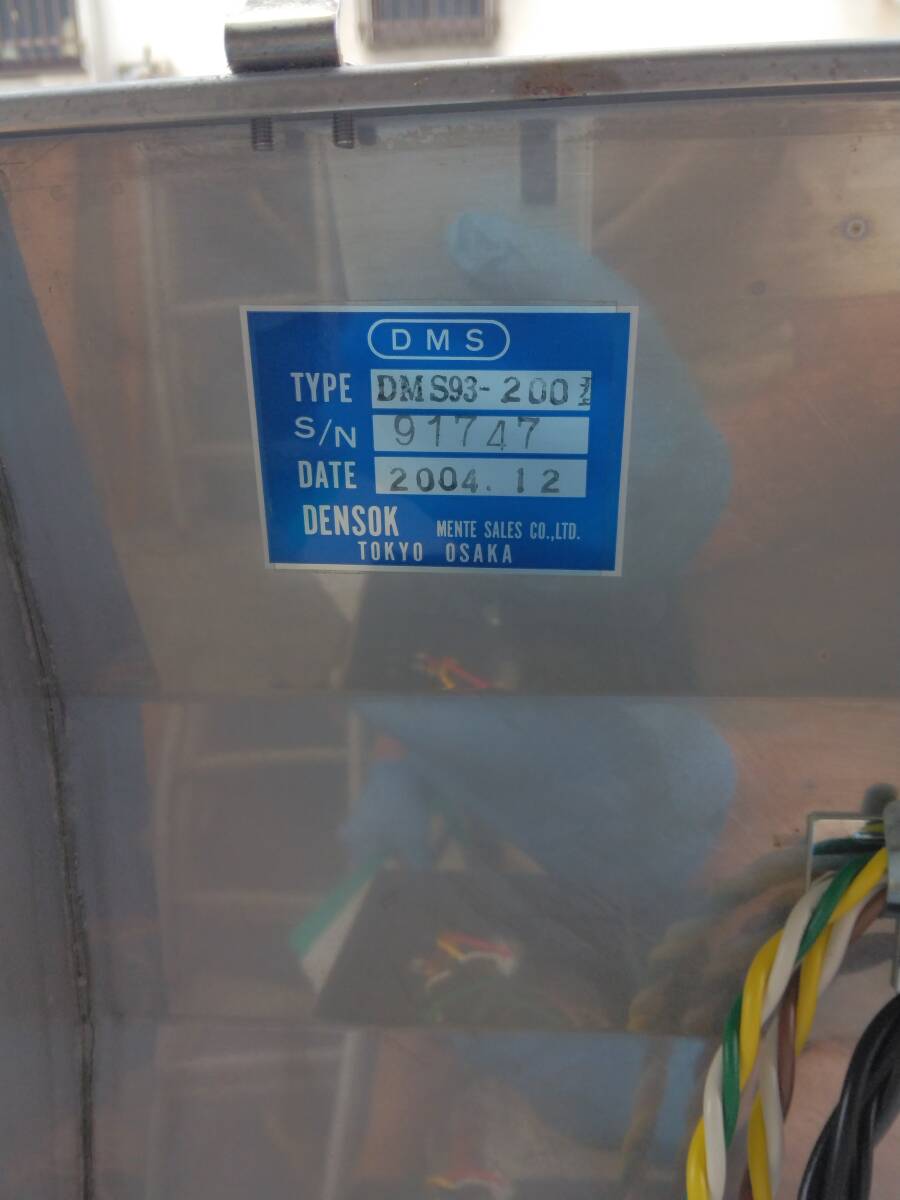 DMS
TYPE DMS93-200
S/N 91747
DATE 2004.12
DENSOK MENTE SALES CO.,LTD.
TOKYO OSAKA